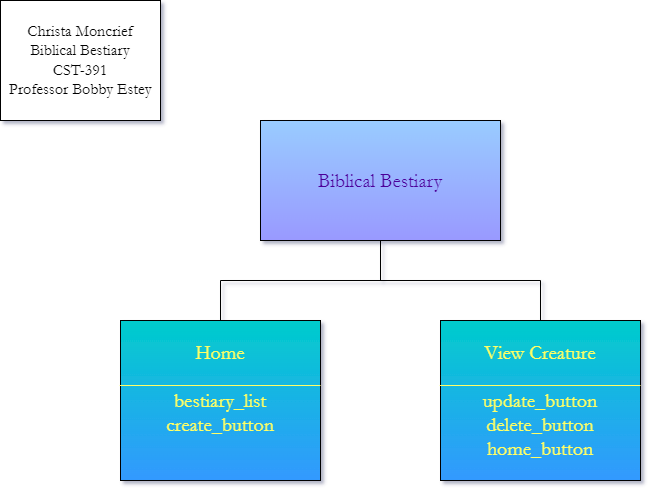 Christa Moncrief
Biblical Bestiary
CST-391
Professor Bobby Estey
Biblical Bestiary
Home
bestiary_list
create_button
View Creature
update_button
delete_button
home_button